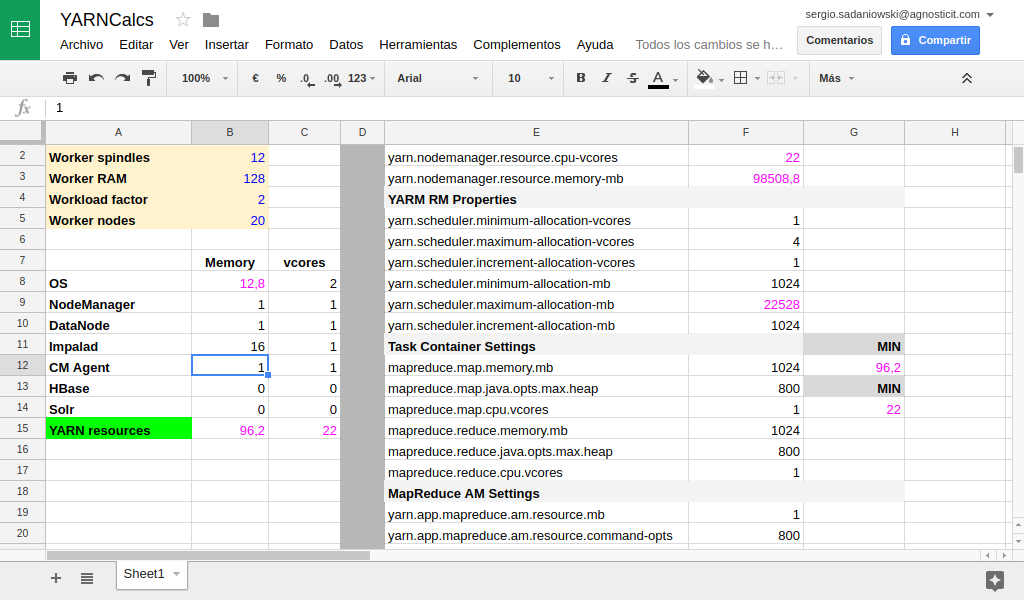 YARNCalcs
sergio.sadaniowski@agnosticit.com
Archivo Editar Ver Insertar Formato Datos Herramientas Complementos Ayuda Todos los cambios se h…
Comentarios
Compartir
100% € % .0 .00 123 Arial 10 B I S A Más
fx 1
A B C D E F G H
2 Worker spindles 12 yarn.nodemanager.resource.cpu-vcores 22
3 Worker RAM 128 yarn.nodemanager.resource.memory-mb 98508,8
4 Workload factor 2 YARM RM Properties
5 Worker nodes 20 yarn.scheduler.minimum-allocation-vcores 1
6 yarn.scheduler.maximum-allocation-vcores 4
7 Memory vcores yarn.scheduler.increment-allocation-vcores 1
8 OS 12,8 2 yarn.scheduler.minimum-allocation-mb 1024
9 NodeManager 1 1 yarn.scheduler.maximum-allocation-mb 22528
10 DataNode 1 1 yarn.scheduler.increment-allocation-mb 1024
11 Impalad 16 1 Task Container Settings MIN
12 CM Agent 1 1 mapreduce.map.memory.mb 1024 96,2
13 HBase 0 0 mapreduce.map.java.opts.max.heap 800 MIN
14 Solr 0 0 mapreduce.map.cpu.vcores 1 22
15 YARN resources 96,2 22 mapreduce.reduce.memory.mb 1024
16 mapreduce.reduce.java.opts.max.heap 800
17 mapreduce.reduce.cpu.vcores 1
18 MapReduce AM Settings
19 yarn.app.mapreduce.am.resource.mb 1
20 yarn.app.mapreduce.am.resource.command-opts 800
Sheet1